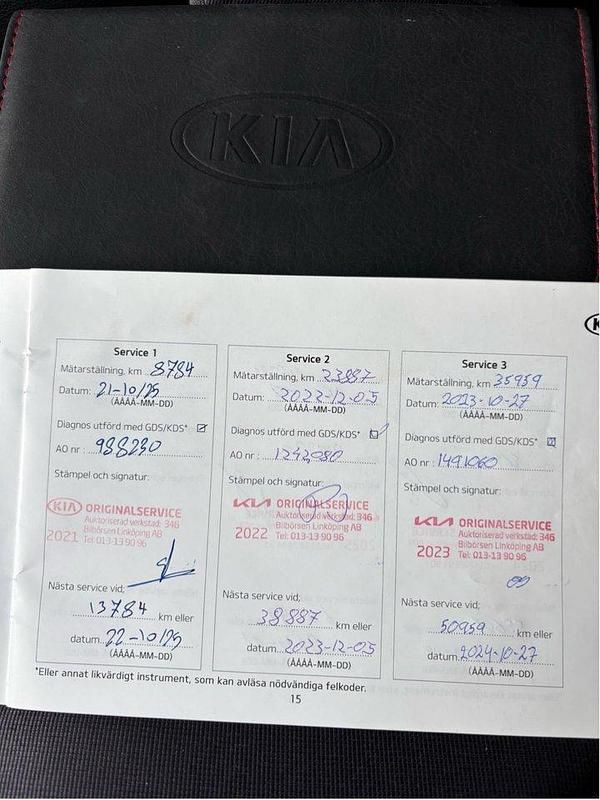 KIA
K
Service 1
Mätarställning, km 8784
Datum: 21-10/25
(ÅÅÅÅ-MM-DD)
Diagnos utförd med GDS/KDS*
AO nr : 988230
Stämpel och signatur:
KIA ORIGINALSERVICE
Auktoriserad verkstad: 346
Bilbörsen Linköping AB
2021 Tel: 013-13 90 96
Nästa service vid;
13784 km eller
datum 22-10/25
(ÅÅÅÅ-MM-DD)
Service 2
Mätarställning, km 23887
Datum: 2022-12-05
(ÅÅÅÅ-MM-DD)
Diagnos utförd med GDS/KDS*
AO nr : 1242080
Stämpel och signatur:
KIA ORIGINALSERVICE
Auktoriserad verkstad: 346
Bilbörsen Linköping AB
2022 Tel: 013-13 90 96
Nästa service vid;
38887 km eller
datum 2023-12-05
(ÅÅÅÅ-MM-DD)
Service 3
Mätarställning, km 35959
Datum: 2023-10-27
(ÅÅÅÅ-MM-DD)
Diagnos utförd med GDS/KDS*
AO nr : 1491060
Stämpel och signatur:
KIA ORIGINALSERVICE
Auktoriserad verkstad: 346
Bilbörsen Linköping AB
2023 Tel: 013-13 90 96
Nästa service vid;
50959 km eller
datum 2024-10-27
(ÅÅÅÅ-MM-DD)
*Eller annat likvärdigt instrument, som kan avläsa nödvändiga felkoder.
15